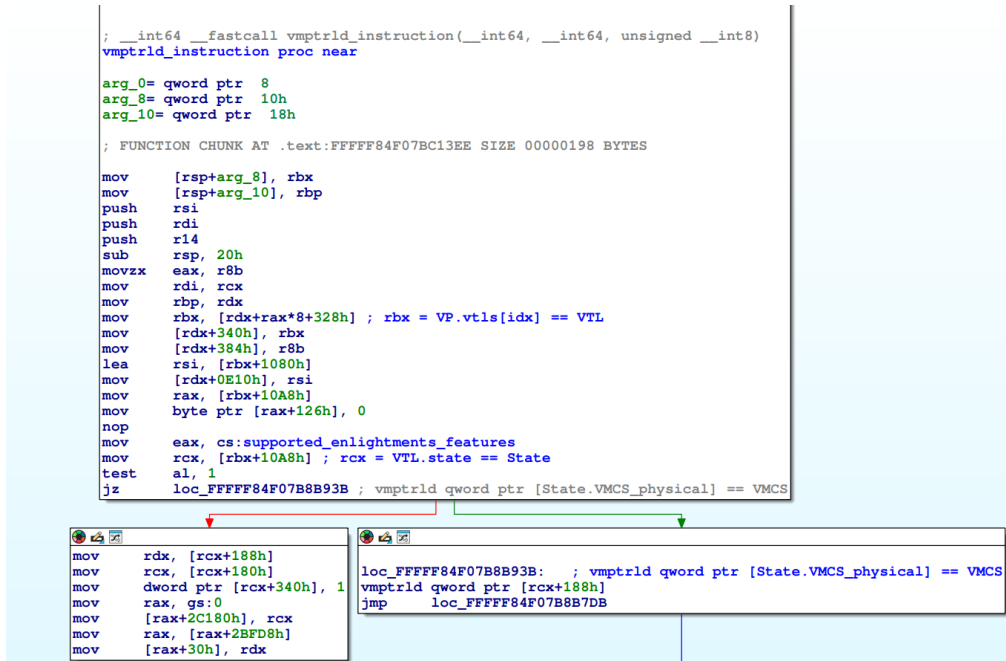 ; __int64 __fastcall vmptrld_instruction(__int64, __int64, unsigned __int8)
vmptrld_instruction proc near
arg_0= qword ptr  8
arg_8= qword ptr  10h
arg_10= qword ptr  18h
; FUNCTION CHUNK AT .text:FFFFF84F07BC13EE SIZE 00000198 BYTES
mov     [rsp+arg_8], rbx
mov     [rsp+arg_10], rbp
push    rsi
push    rdi
push    r14
sub     rsp, 20h
movzx   eax, r8b
mov     rdi, rcx
mov     rbp, rdx
mov     rbx, [rdx+rax*8+328h] ; rbx = VP.vtls[idx] == VTL
mov     [rdx+340h], rbx
mov     [rdx+384h], r8b
lea     rsi, [rbx+1080h]
mov     [rdx+0E10h], rsi
mov     rax, [rbx+10A8h]
mov     byte ptr [rax+126h], 0
nop
mov     eax, cs:supported_enlightments_features
mov     rcx, [rbx+10A8h] ; rcx = VTL.state == State
test    al, 1
jz      loc_FFFFF84F07B8B93B ; vmptrld qword ptr [State.VMCS_physical] == VMCS
mov     rdx, [rcx+188h]
mov     rcx, [rcx+180h]
mov     dword ptr [rcx+340h], 1
mov     rax, gs:0
mov     [rax+2C180h], rcx
mov     rax, [rax+2BFD8h]
mov     [rax+30h], rdx
loc_FFFFF84F07B8B93B:   ; vmptrld qword ptr [State.VMCS_physical] == VMCS
vmptrld qword ptr [rcx+188h]
jmp     loc_FFFFF84F07B8B7DB